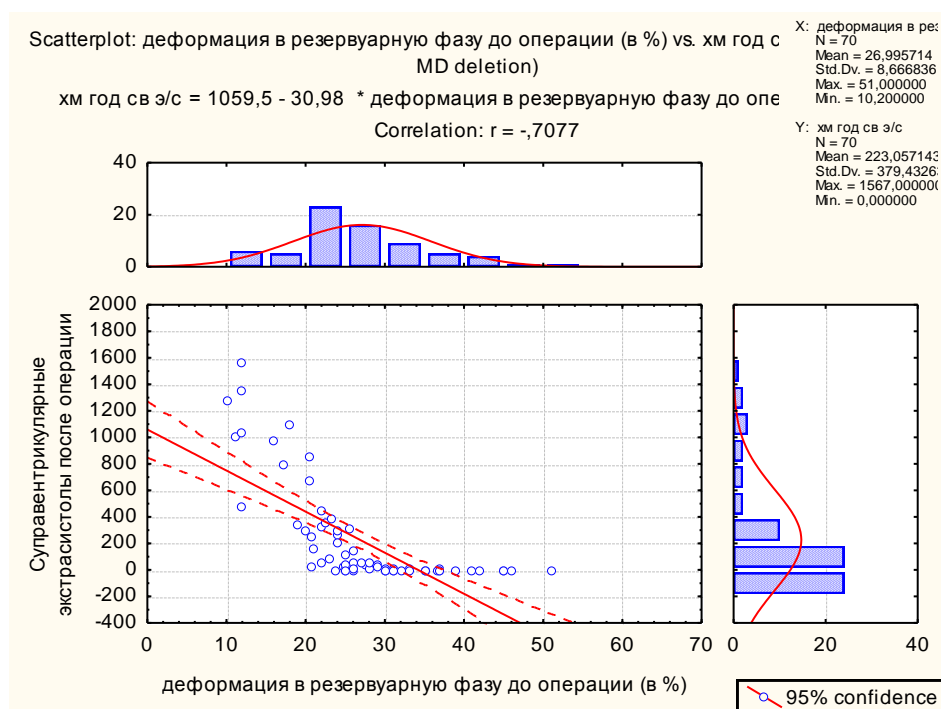 Scatterplot: деформация в резервуарную фазу до операции (в %) vs. хм год с
MD deletion)
хм год св э/с = 1059,5 - 30,98 * деформация в резервуарную фазу до опе
Correlation: r = -,7077
X: деформация в рез
N = 70
Mean = 26,995714
Std.Dv. = 8,666836
Max. = 51,000000
Min. = 10,200000
Y: хм год св э/с
N = 70
Mean = 223,057143
Std.Dv. = 379,4326
Max. = 1567,000000
Min. = 0,000000
40
20
0
2000
1800
1600
1400
1200
1000
800
600
400
200
0
-200
-400
0 10 20 30 40 50 60 70
0 20 40
Суправентрикулярные
экстрасистолы после операции
деформация в резервуарную фазу до операции (в %)
95% confidence